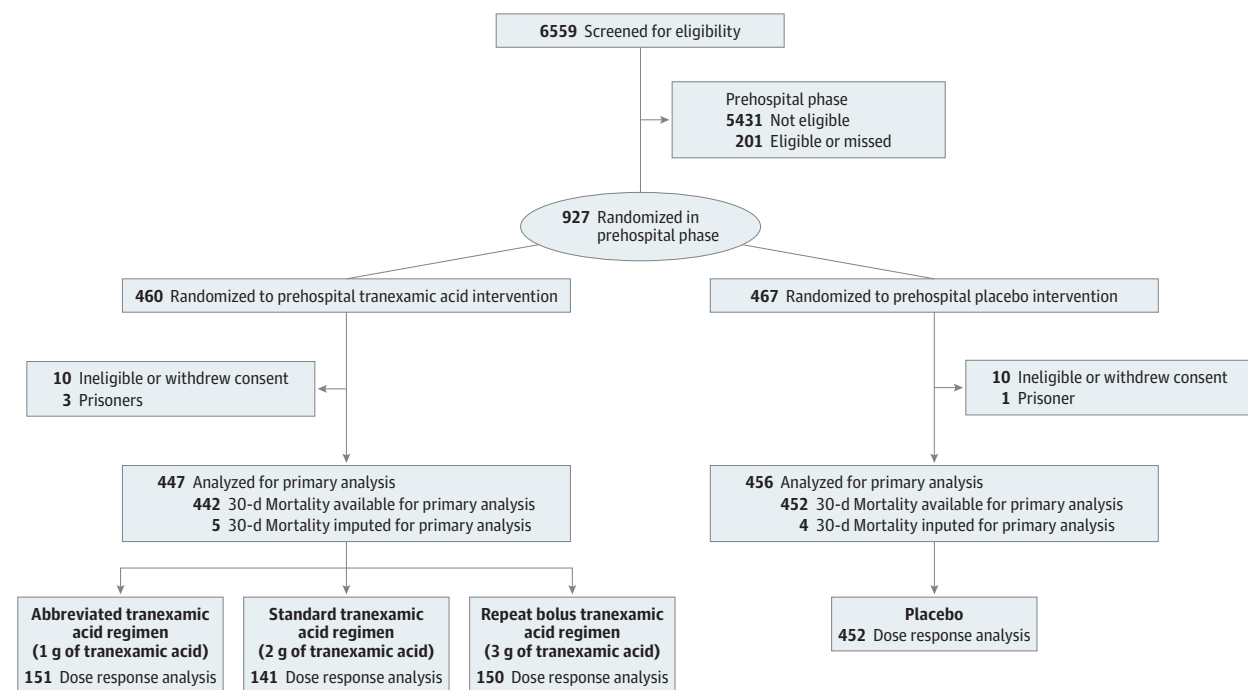 6559 Screened for eligibility
Prehospital phase
5431 Not eligible
201 Eligible or missed
927 Randomized in
prehospital phase
460 Randomized to prehospital tranexamic acid intervention
467 Randomized to prehospital placebo intervention
10 Ineligible or withdrew consent
3 Prisoners
10 Ineligible or withdrew consent
1 Prisoner
447 Analyzed for primary analysis
442 30-d Mortality available for primary analysis
5 30-d Mortality imputed for primary analysis
456 Analyzed for primary analysis
452 30-d Mortality available for primary analysis
4 30-d Mortality inputed for primary analysis
Abbreviated tranexamic
acid regimen
(1 g of tranexamic acid)
151 Dose response analysis
Standard tranexamic
acid regimen
(2 g of tranexamic acid)
141 Dose response analysis
Repeat bolus tranexamic
acid regimen
(3 g of tranexamic acid)
150 Dose response analysis
Placebo
452 Dose response analysis